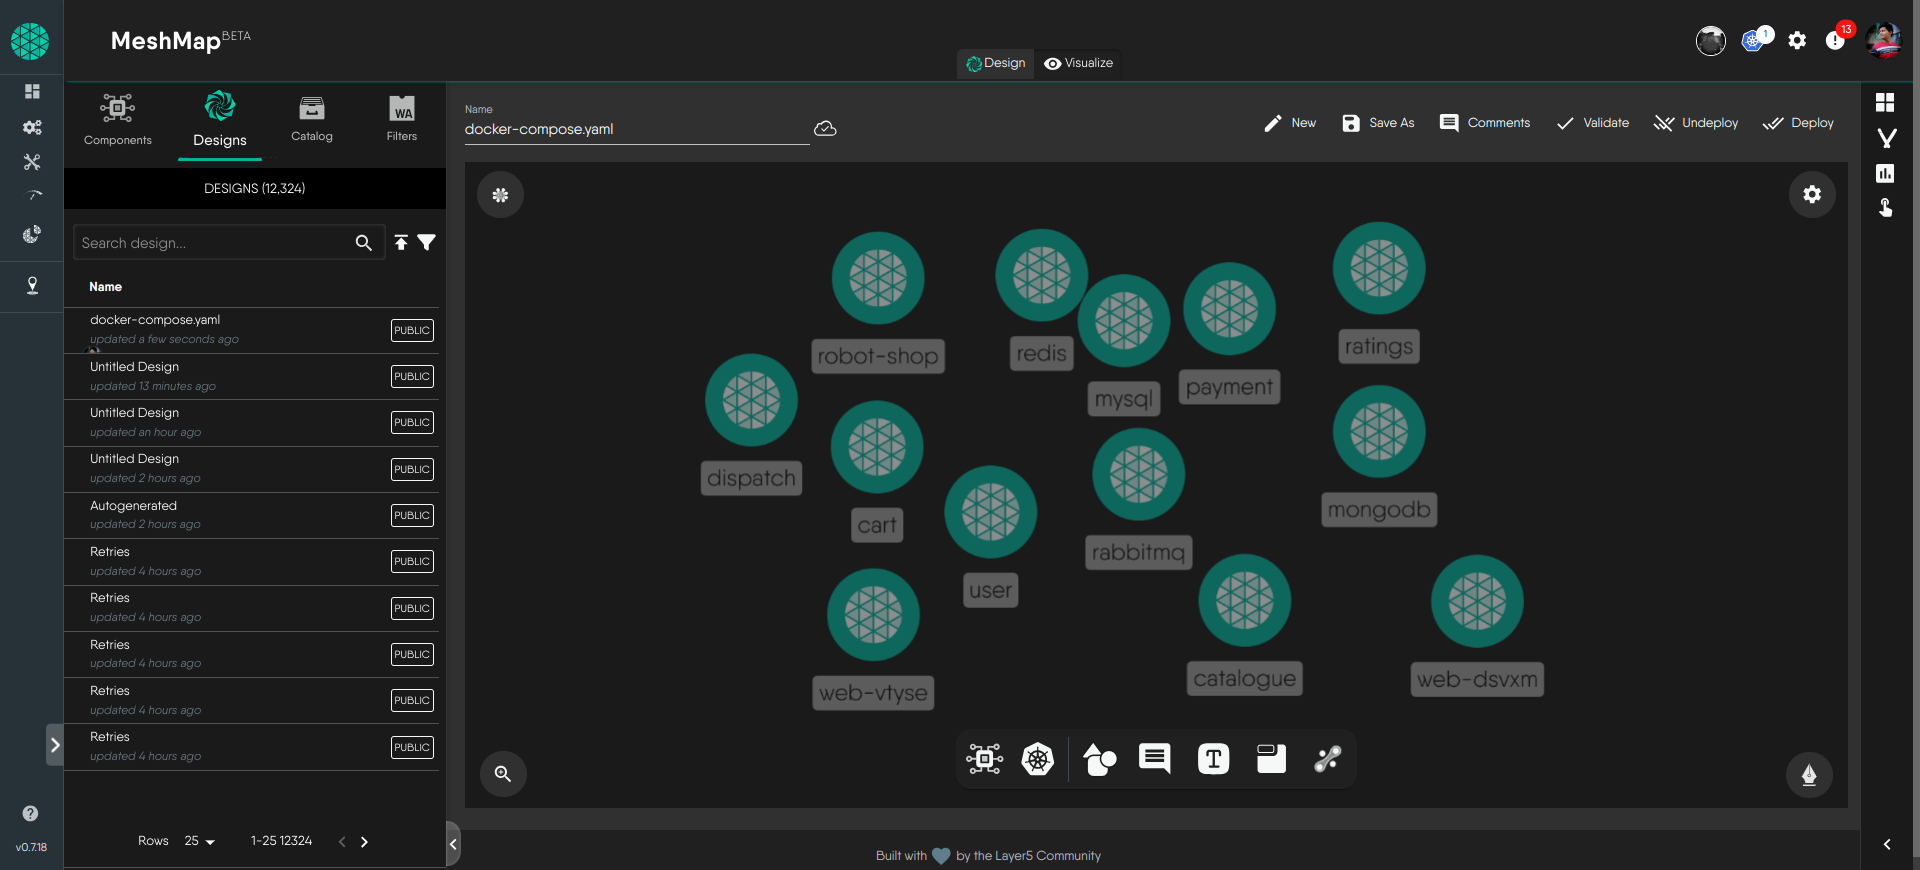 MeshMap BETA
1
13
Design
Visualize
Components
Designs
Catalog
WA
Filters
DESIGNS (12,324)
Search design...
Name
docker-compose.yaml
updated a few seconds ago
PUBLIC
Untitled Design
updated 13 minutes ago
PUBLIC
Untitled Design
updated an hour ago
PUBLIC
Untitled Design
updated 2 hours ago
PUBLIC
Autogenerated
updated 2 hours ago
PUBLIC
Retries
updated 4 hours ago
PUBLIC
Retries
updated 4 hours ago
PUBLIC
Retries
updated 4 hours ago
PUBLIC
Retries
updated 4 hours ago
PUBLIC
Retries
updated 4 hours ago
PUBLIC
Rows 25 1-25 12324
v0.7.18
Name
docker-compose.yaml
New
Save As
Comments
Validate
Undeploy
Deploy
robot-shop
redis
mysql
payment
ratings
dispatch
cart
user
rabbitmq
mongodb
web-vtyse
catalogue
web-dsvxm
T
Built with by the Layer5 Community